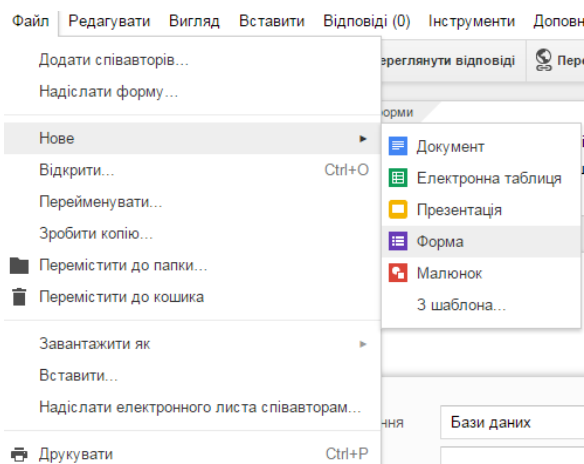 Файл Редагувати Вигляд Вставити Відповіді (0) Інструменти
Додати співавторів...
переглянути відповіді
Надіслати форму...
форми
Нове
Документ
Відкрити... Ctrl+O
Електронна таблиця
Перейменувати...
Презентація
Зробити копію...
Форма
Перемістити до папки...
Малюнок
Перемістити до кошика
З шаблона...
Завантажити як
Вставити...
Надіслати електронного листа співавторам...
Бази даних
Друкувати Ctrl+P